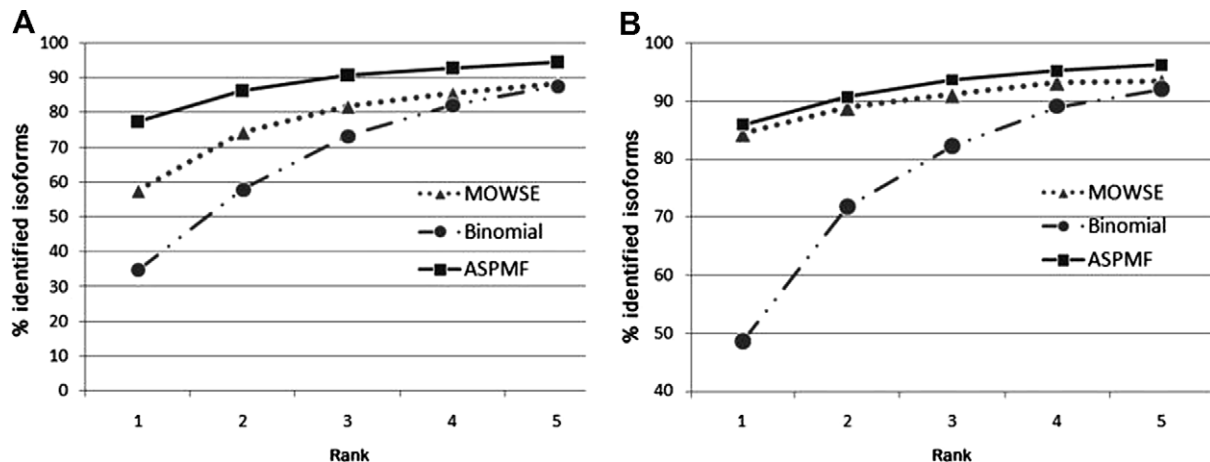 A
% identified isoforms
100
90
80
70
60
50
40
30
20
10
0
MOWSE
Binomial
ASPMF
1 2 3 4 5
Rank
B
% identified isoforms
100
90
80
70
60
50
40
MOWSE
Binomial
ASPMF
1 2 3 4 5
Rank